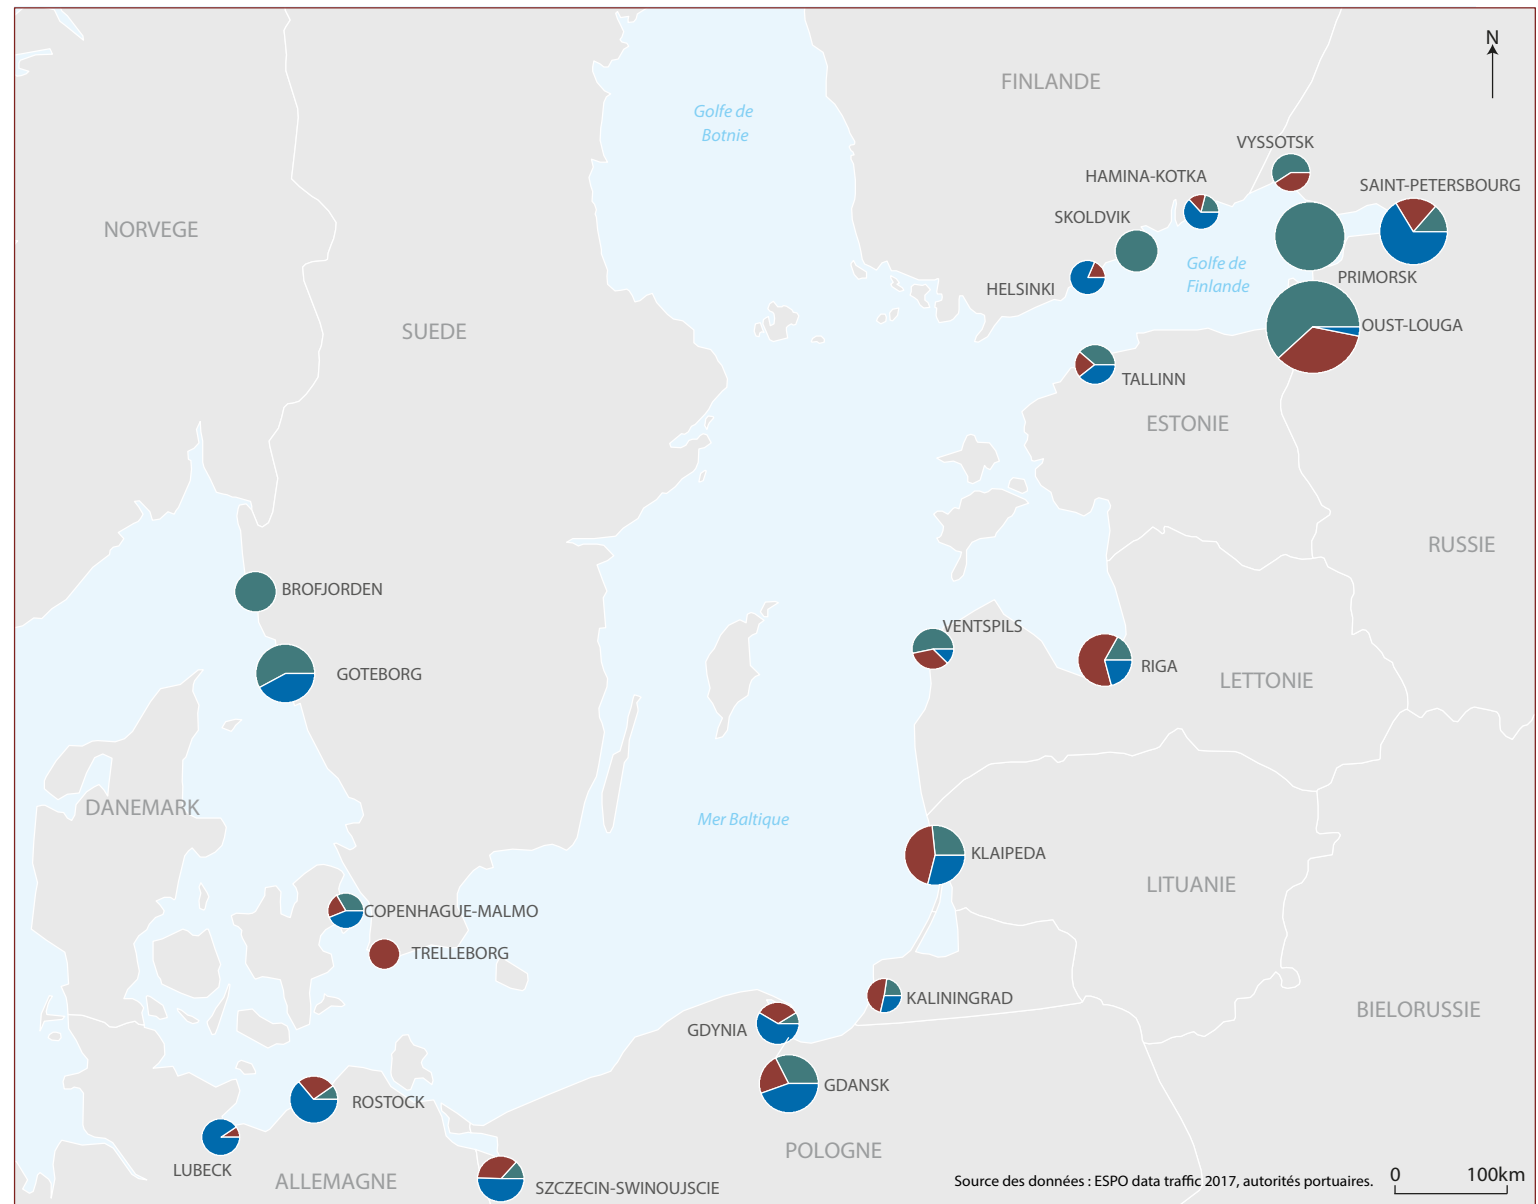 N
FINLANDE
Golfe de
Botnie
VYSSOTSK
HAMINA-KOTKA
SAINT-PETERSBOURG
SKOLDVIK
NORVEGE
Golfe de
Finlande
PRIMORSK
HELSINKI
SUEDE
OUST-LOUGA
TALLINN
ESTONIE
RUSSIE
BROFJORDEN
VENTSPILS
GOTEBORG
RIGA
LETTONIE
DANEMARK
Mer Baltique
KLAIPEDA
LITUANIE
COPENHAGUE-MALMO
TRELLEBORG
KALININGRAD
BIELORUSSIE
GDYNIA
GDANSK
ROSTOCK
POLOGNE
LUBECK
ALLEMAGNE
SZCZECIN-SWINOUJSCIE
Source des données : ESPO data traffic 2017, autorités portuaires.
0 100km